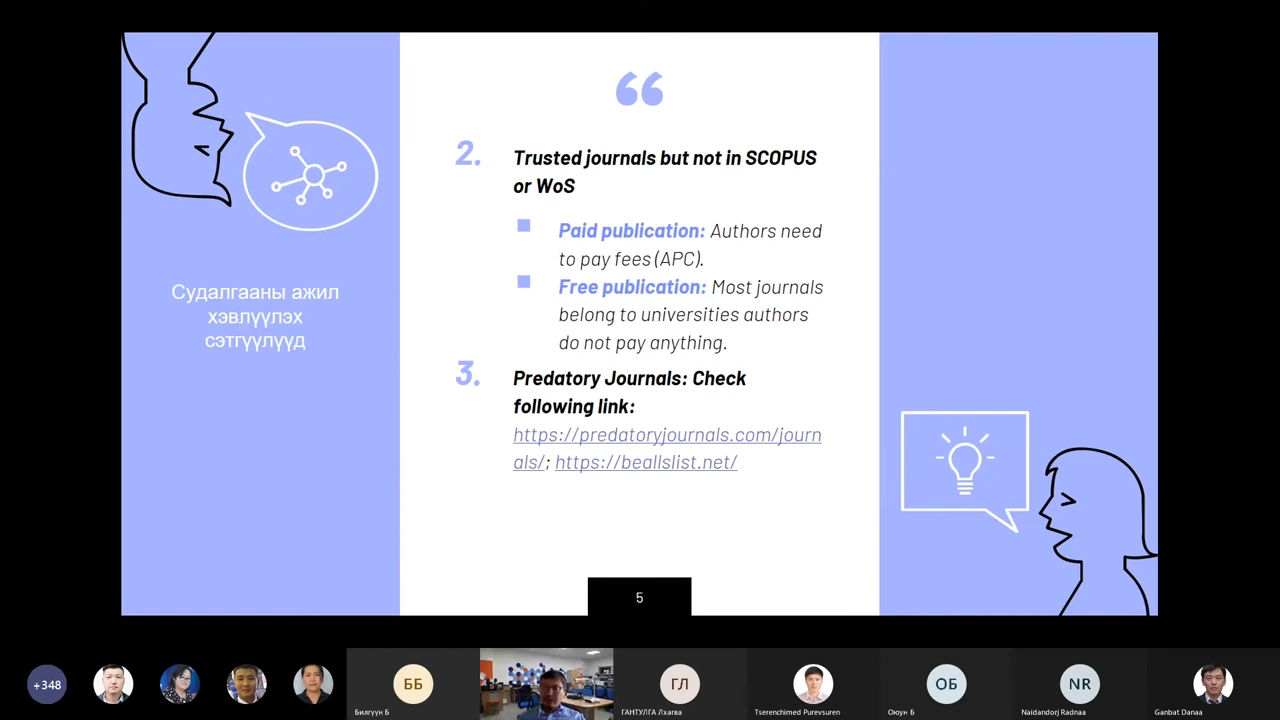 “
2. Trusted journals but not in SCOPUS
or WoS
Paid publication: Authors need
to pay fees (APC).
Free publication: Most journals
belong to universities authors
do not pay anything.
Судалгааны ажил
хэвлүүлэх
сэтгүүлүүд
3. Predatory Journals: Check
following link:
https://predatoryjournals.com/journ
als/; https://beallslist.net/
5
+348
ББ
ГЛ
ОБ
NR
Билгүүн Б
ГАНТУЛГА Лхагва
Tserenchimed Purevsuren
Оюун Б
Naidandorj Radnaa
Ganbat Danaa